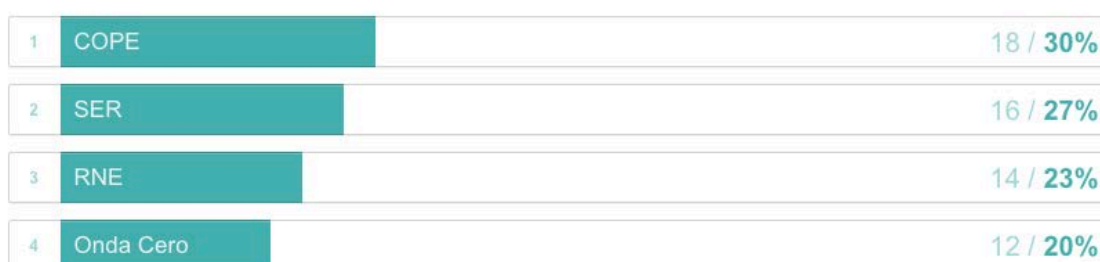 1 COPE 18 / 30%
2 SER 16 / 27%
3 RNE 14 / 23%
4 Onda Cero 12 / 20%